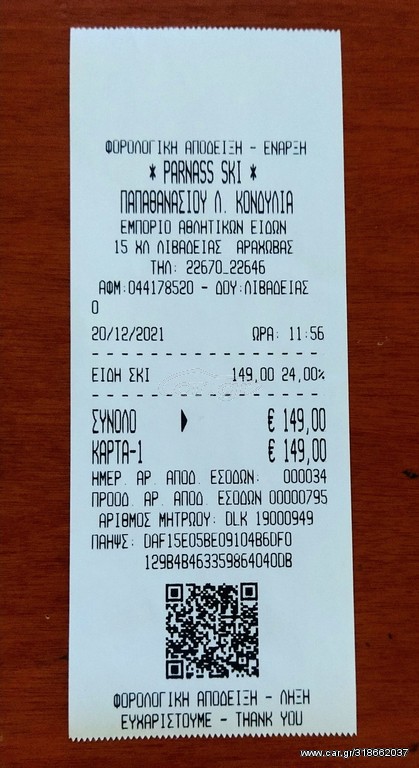 ΦΟΡΟΛΟΓΙΚΗ ΑΠΟΔΕΙΞΗ - ΕΝΑΡΞΗ
* PARNASS SKI *
ΠΑΠΑΘΑΝΑΣΙΟΥ Λ. ΚΟΝΔΥΛΙΑ
ΕΜΠΟΡΙΟ ΑΘΛΗΤΙΚΩΝ ΕΙΔΩΝ
15 ΧΛ ΛΙΒΑΔΕΙΑΣ ΑΡΑΧΩΒΑΣ
ΤΗΛ: 22670_22646
ΑΦΜ:044178520 - ΔΟΥ:ΛΙΒΑΔΕΙΑΣ
0
20/12/2021 ΩΡΑ: 11:56
ΕΙΔΗ ΣΚΙ 149,00 24,00%
ΣΥΝΟΛΟ € 149,00
ΚΑΡΤΑ-1 € 149,00
ΗΜΕΡ. ΑΡ. ΑΠΟΔ. ΕΣΟΔΩΝ: 000034
ΠΡΟΟΔ. ΑΡ. ΑΠΟΔ. ΕΣΟΔΩΝ 00000795
ΑΡΙΘΜΟΣ ΜΗΤΡΩΟΥ: DLK 19000949
ΠΑΗΨΣ: DAF15E05BE09104B6DF0
129B4B463359864040DB
ΦΟΡΟΛΟΓΙΚΗ ΑΠΟΔΕΙΞΗ - ΛΗΞΗ
ΕΥΧΑΡΙΣΤΟΥΜΕ - THANK YOU
www.car.gr/318662037